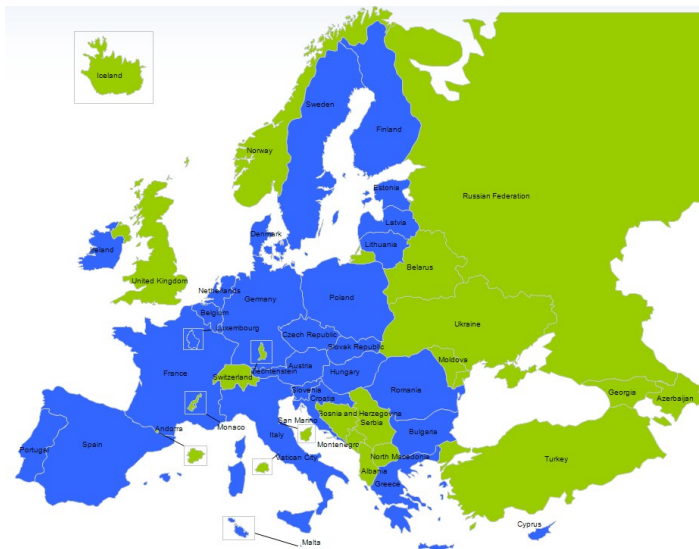 Iceland
Sweden
Finland
Norway
Russian Federation
Estonia
Latvia
Lithuania
Denmark
Ireland
United Kingdom
Belarus
Netherlands
Germany
Poland
Belgium
Luxembourg
Ukraine
Czech Republic
Slovak Republic
Moldova
France
Switzerland
Liechtenstein
Austria
Hungary
Romania
Slovenia
Croatia
Georgia
Azerbaijan
Bosnia and Herzegovina
Serbia
San Marino
Monaco
Andorra
Italy
Bulgaria
Montenegro
Portugal
Spain
Vatican City
North Macedonia
Albania
Greece
Turkey
Cyprus
Malta